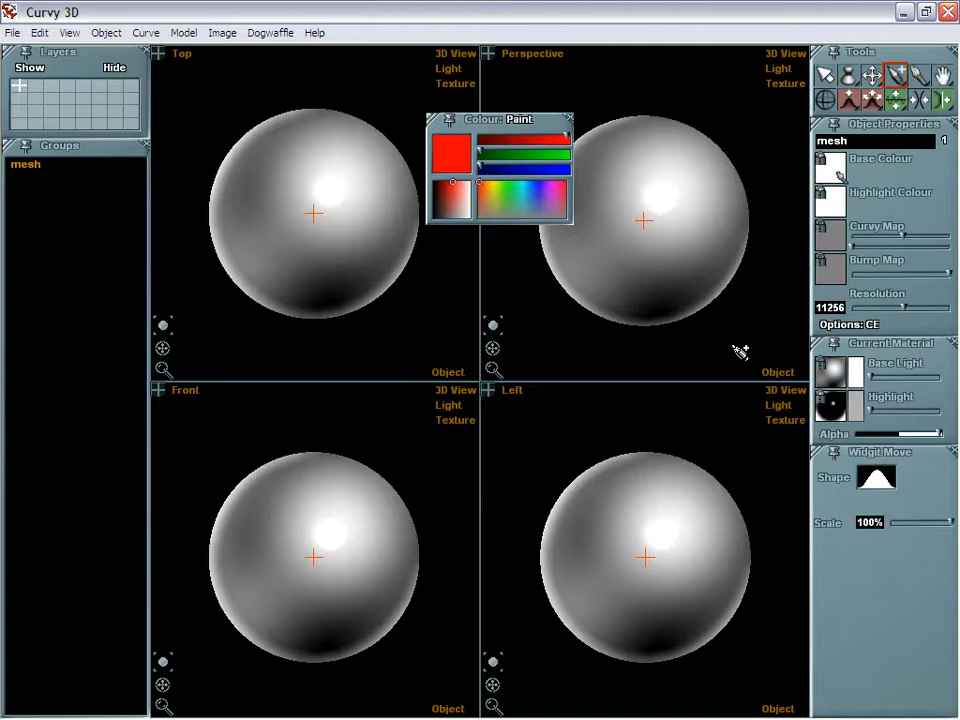 Curvy 3D
File Edit View Object Curve Model Image Dogwaffle Help
Layers
Show Hide
Groups
mesh
Top
3D View
Light
Texture
Object
Perspective
3D View
Light
Texture
Object
Colour: Paint
Front
3D View
Light
Texture
Object
Left
3D View
Light
Texture
Object
Tools
Object Properties
mesh 1
Base Colour
Highlight Colour
Curvy Map
Bump Map
Resolution
11256
Options: CE
Current Material
Base Light
Highlight
Alpha
Widgit Move
Shape
Scale 100%